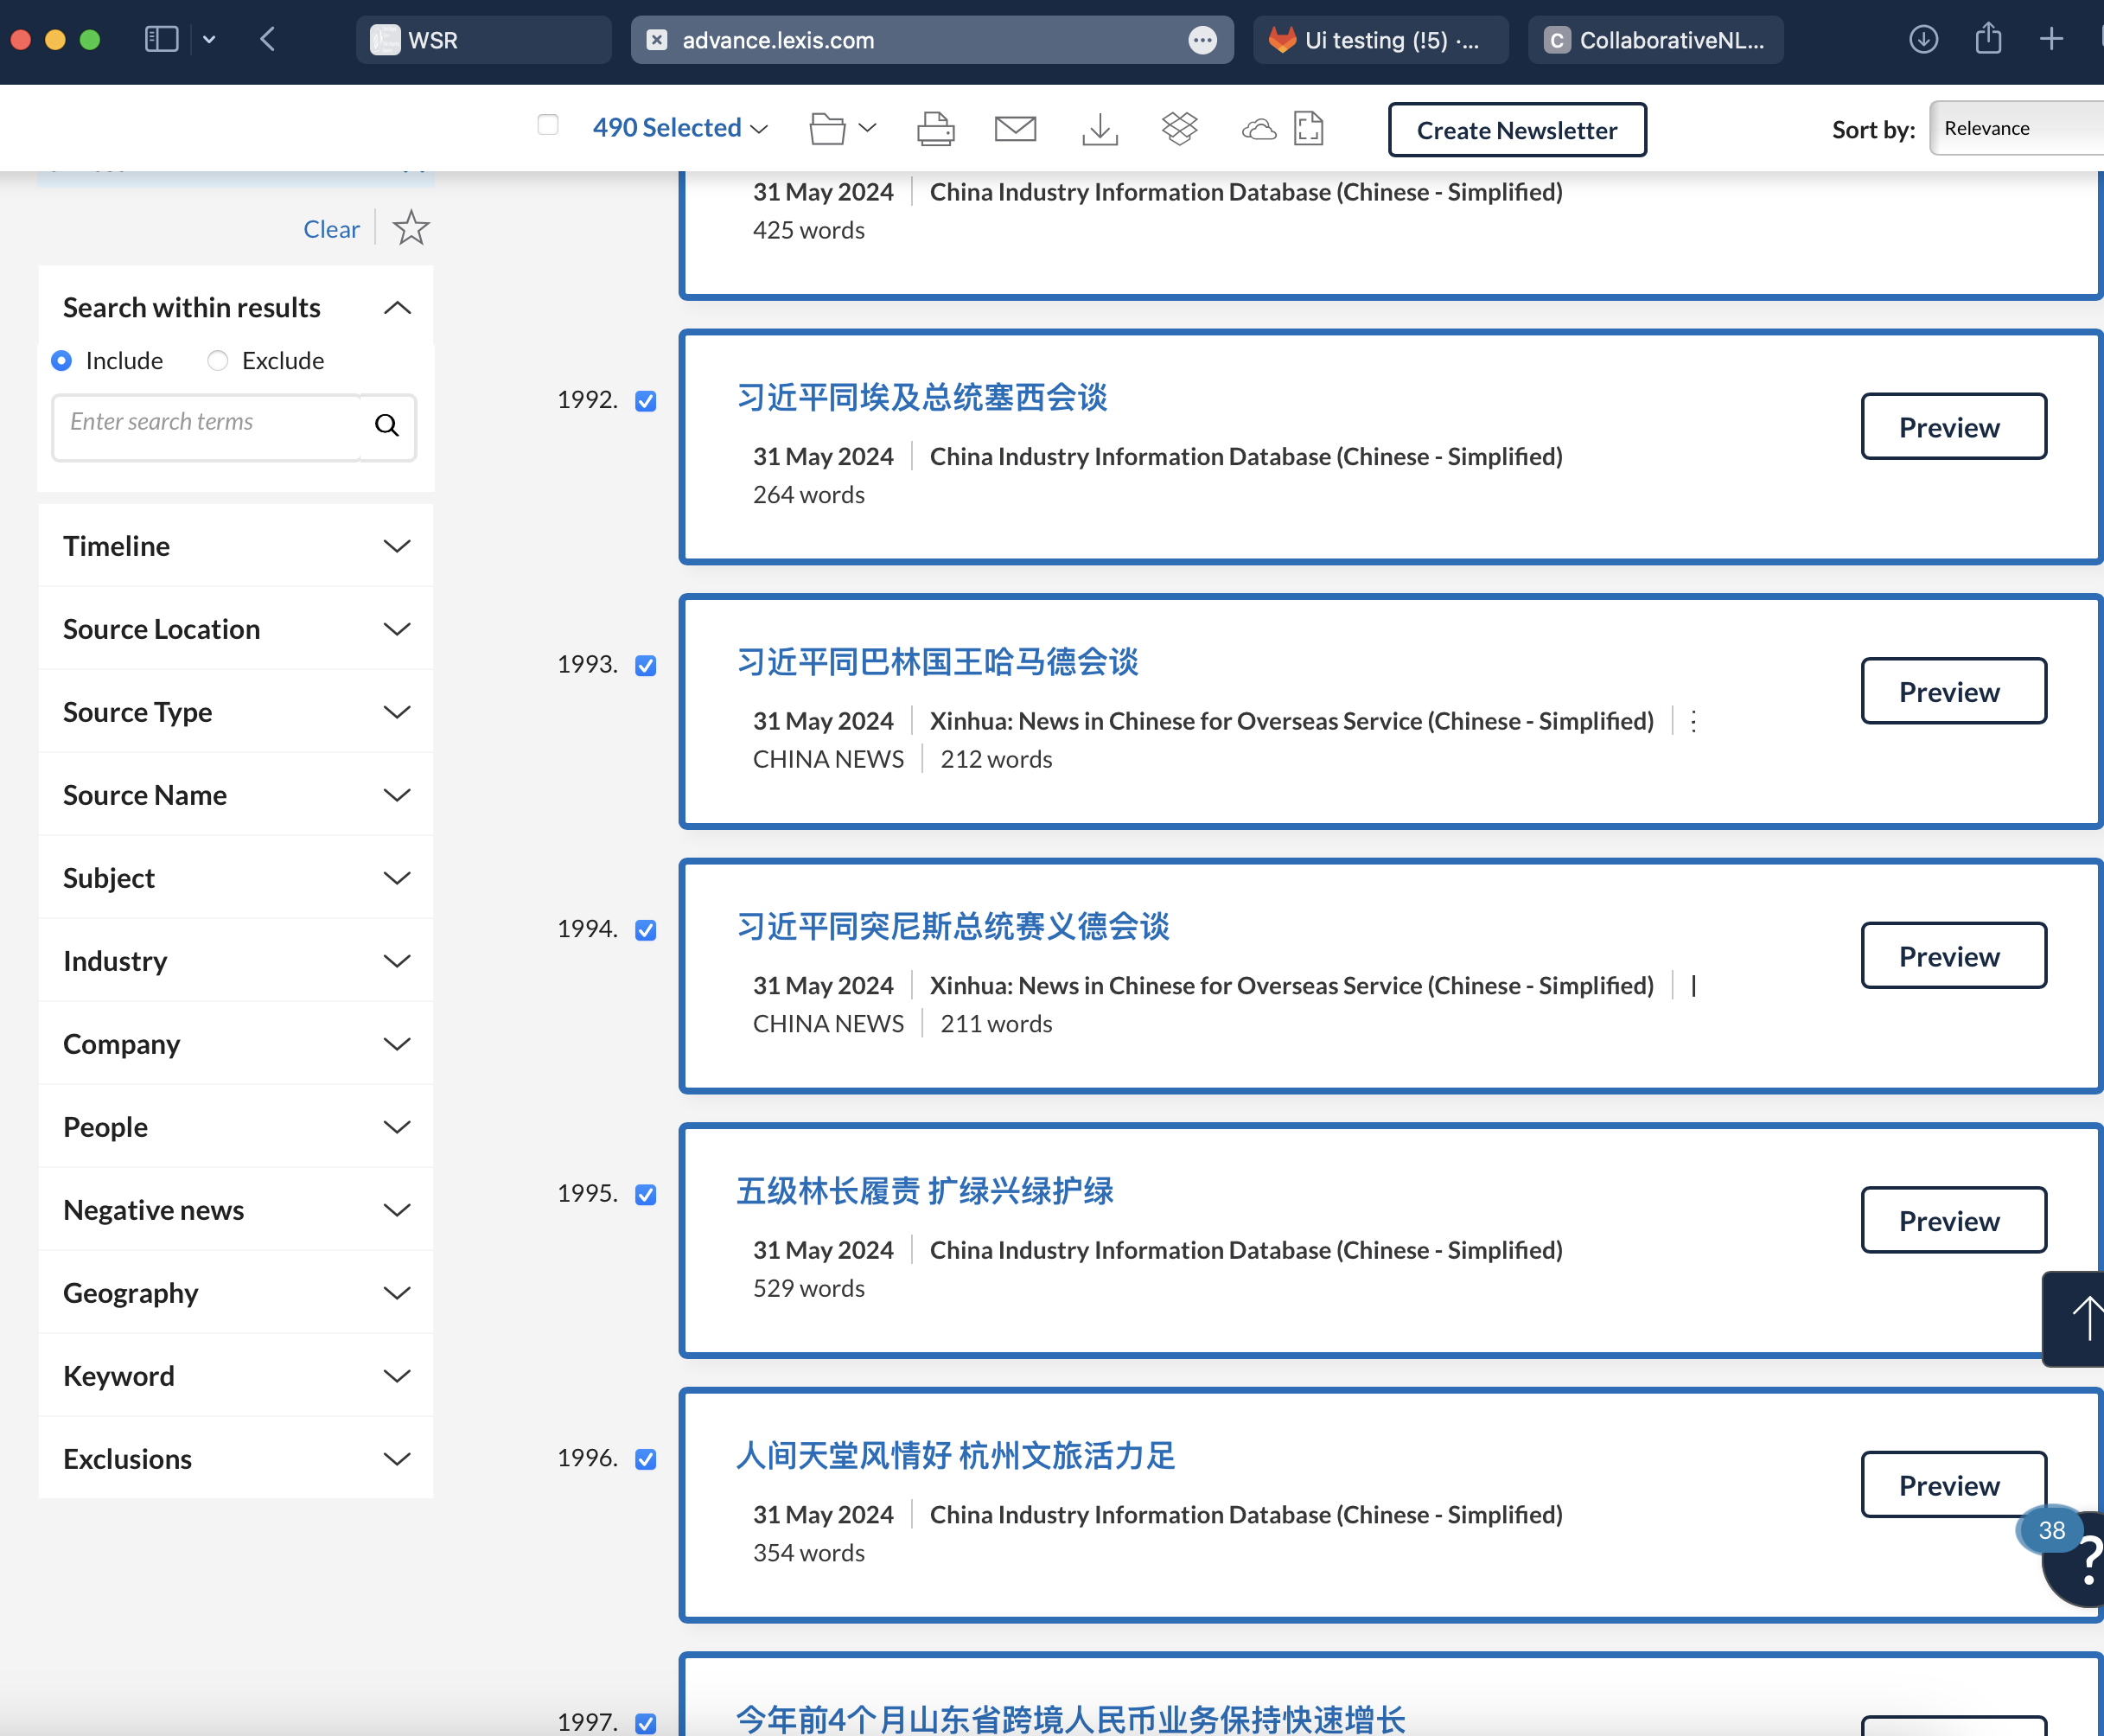 WSR
advance.lexis.com
Ui testing (!5) ·...
C CollaborativeNL...
490 Selected
Create Newsletter
Sort by:
Relevance
Clear
Search within results
Include
Exclude
Enter search terms
Timeline
Source Location
Source Type
Source Name
Subject
Industry
Company
People
Negative news
Geography
Keyword
Exclusions
31 May 2024 China Industry Information Database (Chinese - Simplified)
425 words
1992. 习近平同埃及总统塞西会谈
Preview
31 May 2024 China Industry Information Database (Chinese - Simplified)
264 words
1993. 习近平同巴林国王哈马德会谈
Preview
31 May 2024 Xinhua: News in Chinese for Overseas Service (Chinese - Simplified) ⋮
CHINA NEWS 212 words
1994. 习近平同突尼斯总统赛义德会谈
Preview
31 May 2024 Xinhua: News in Chinese for Overseas Service (Chinese - Simplified) |
CHINA NEWS 211 words
1995. 五级林长履责 扩绿兴绿护绿
Preview
31 May 2024 China Industry Information Database (Chinese - Simplified)
529 words
1996. 人间天堂风情好 杭州文旅活力足
Preview
31 May 2024 China Industry Information Database (Chinese - Simplified)
354 words
38
?
1997. 今年前4个月山东省跨境人民币业务保持快速增长